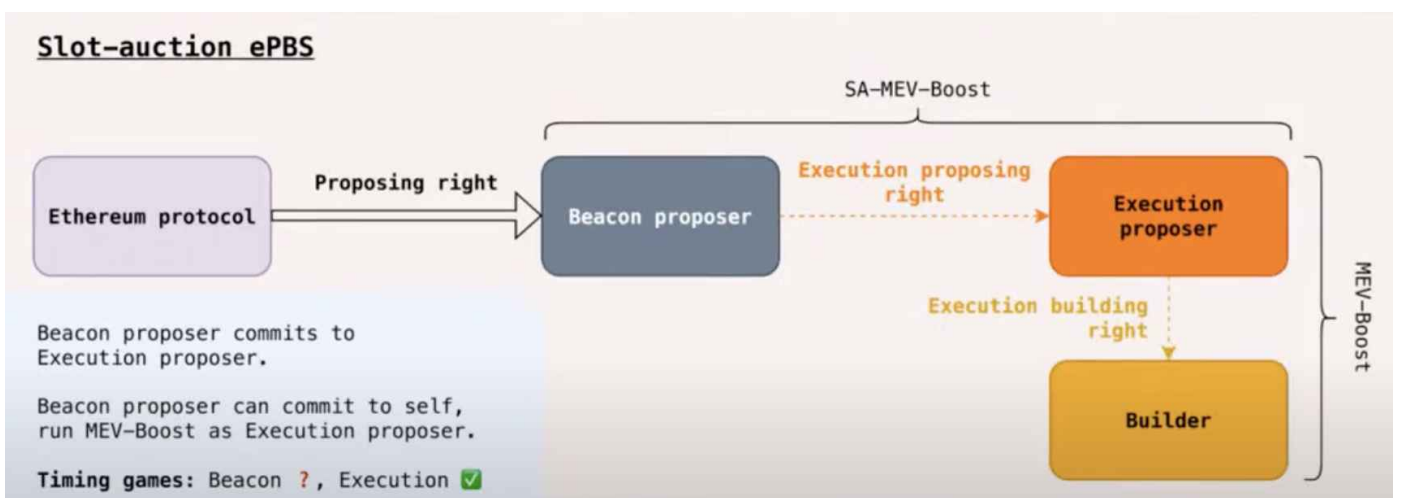 Slot-auction ePBS
SA-MEV-Boost
Ethereum protocol
Proposing right
Beacon proposer
Execution proposing
right
Execution
proposer
Execution building
right
Builder
MEV-Boost
Beacon proposer commits to
Execution proposer.
Beacon proposer can commit to self,
run MEV-Boost as Execution proposer.
Timing games: Beacon ❓, Execution ✅